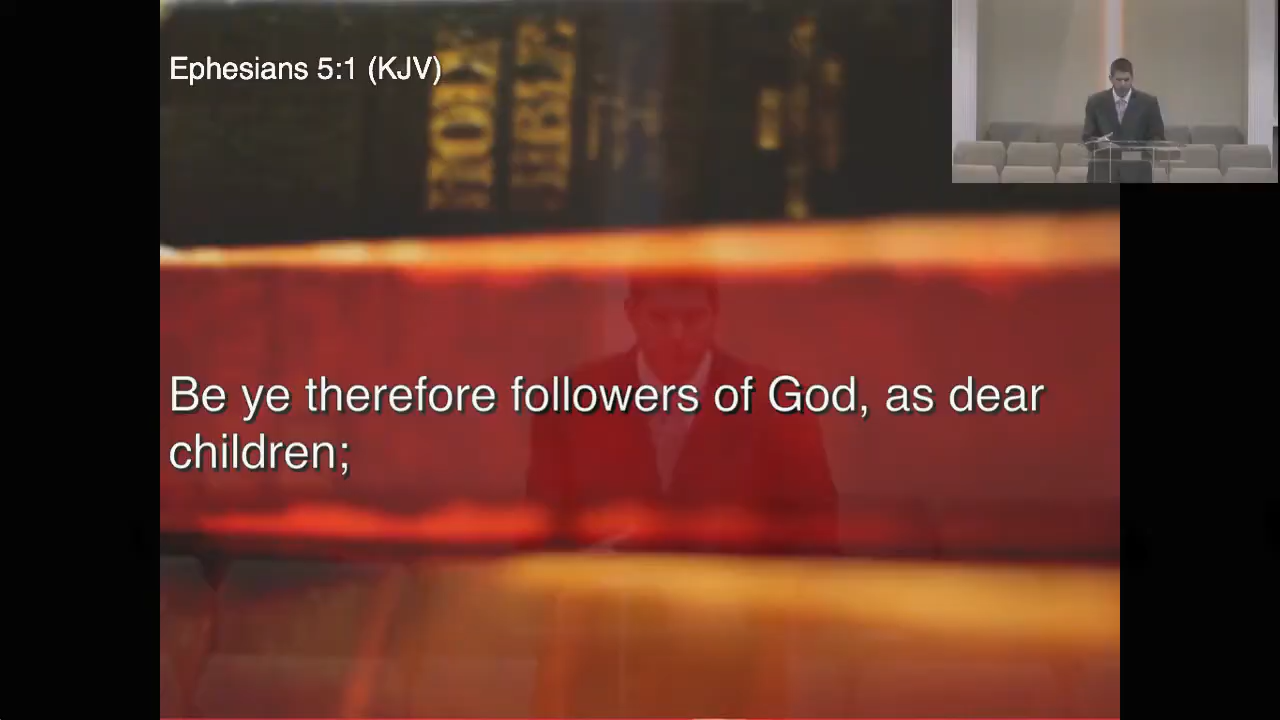 Ephesians 5:1 (KJV)
HOLY BIBLE
Be ye therefore followers of God, as dear
children;